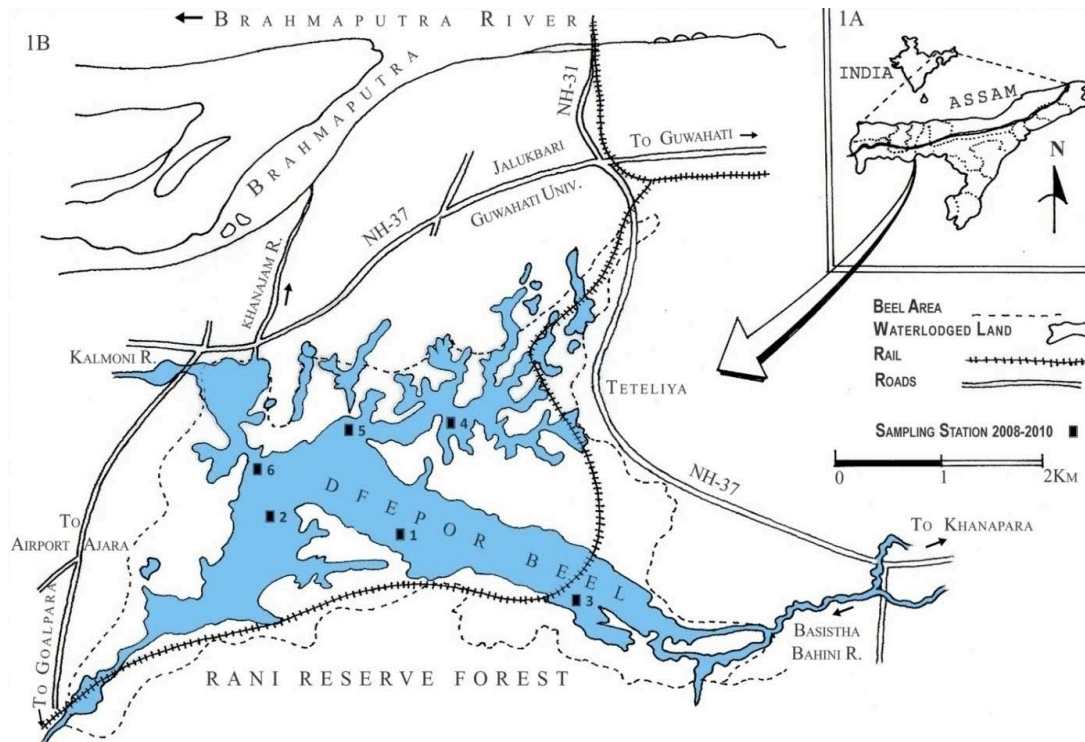 1B
BRAHMAPUTRA RIVER
BRAHMAPUTRA
NH-31
TO GUWAHATI
JALUKBARI
GUWAHATI UNIV.
NH-37
KHANAJAM R.
KALMONI R.
TETELIYA
5
4
6
2
1
3
DFEPOR BEEL
NH-37
TO KHANAPARA
TO
AIRPORT AJARA
TO GOALPARA
BASISTHA
BAHINI R.
RANI RESERVE FOREST
1A
INDIA
ASSAM
N
BEEL AREA
WATERLODGED LAND
RAIL
ROADS
SAMPLING STATION 2008-2010
0 1 2KM